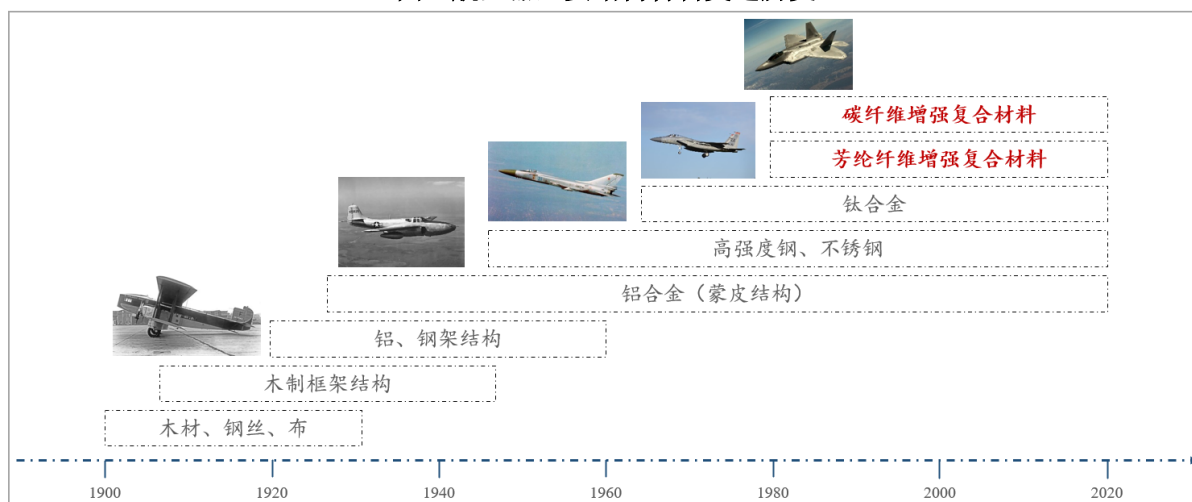 碳纤维增强复合材料
芳纶纤维增强复合材料
钛合金
高强度钢、不锈钢
铝合金（蒙皮结构）
铝、钢架结构
木制框架结构
木材、钢丝、布
1900 1920 1940 1960 1980 2000 2020